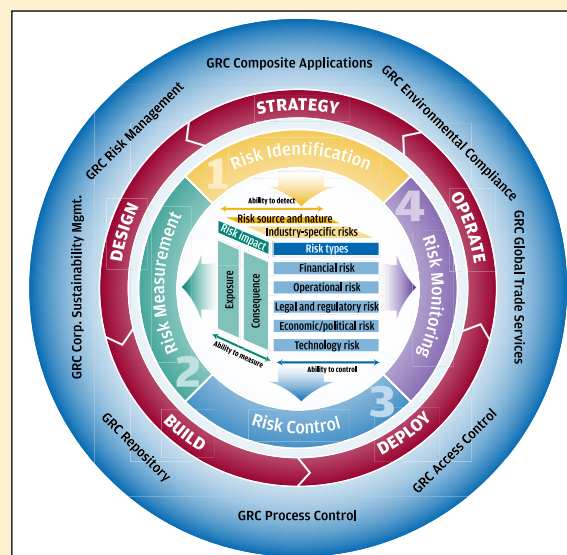 GRC Composite Applications
GRC Risk Management
GRC Environmental Compliance
STRATEGY
Risk Identification
1
4
Ability to detect
Risk source and nature
Industry-specific risks
DESIGN
OPERATE
GRC Corp. Sustainability Mgmt.
GRC Global Trade Services
Risk Measurement
Risk Monitoring
Risk impact
Risk types
Exposure
Consequence
Financial risk
Operational risk
Legal and regulatory risk
Economic/political risk
Technology risk
Ability to measure
Ability to control
2
3
Risk Control
BUILD
DEPLOY
GRC Repository
GRC Access Control
GRC Process Control